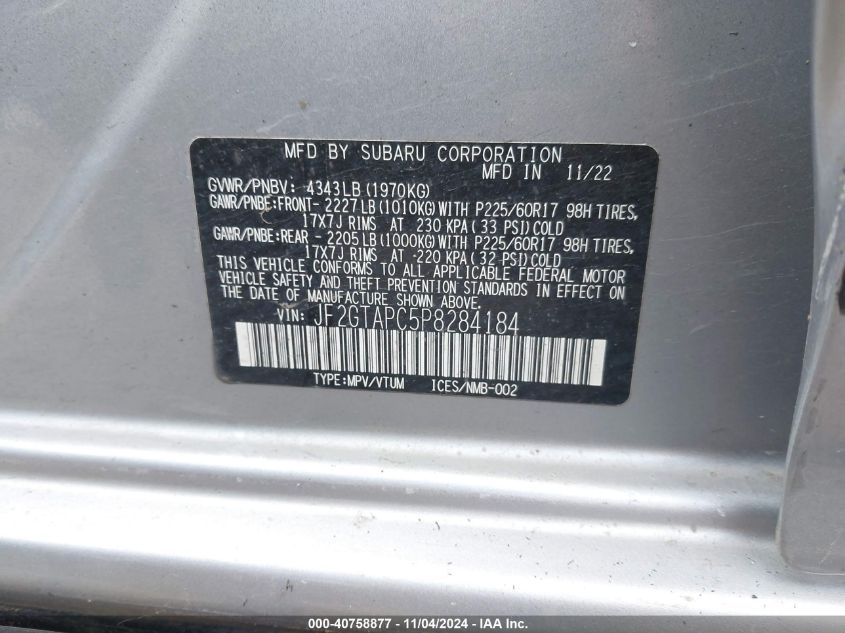 MFD BY SUBARU CORPORATION
MFD IN 11/22
GVWR/PNBV: 4343LB (1970KG)
GAWR/PNBE:FRONT- 2227LB (1010KG) WITH P225/60R17 98H TIRES,
17X7J RIMS AT 230 KPA ( 33 PSI) COLD
GAWR/PNBE:REAR - 2205LB (1000KG) WITH P225/60R17 98H TIRES,
17X7J RIMS AT 220 KPA ( 32 PSI) COLD
THIS VEHICLE CONFORMS TO ALL APPLICABLE FEDERAL MOTOR
VEHICLE SAFETY AND THEFT PREVENTION STANDARDS IN EFFECT ON
THE DATE OF MANUFACTURE SHOWN ABOVE.
VIN: JF2GTAPC5P8284184
TYPE:MPV/VTUM ICES/NMB-002
000-40758877 - 11/04/2024 - IAA Inc.